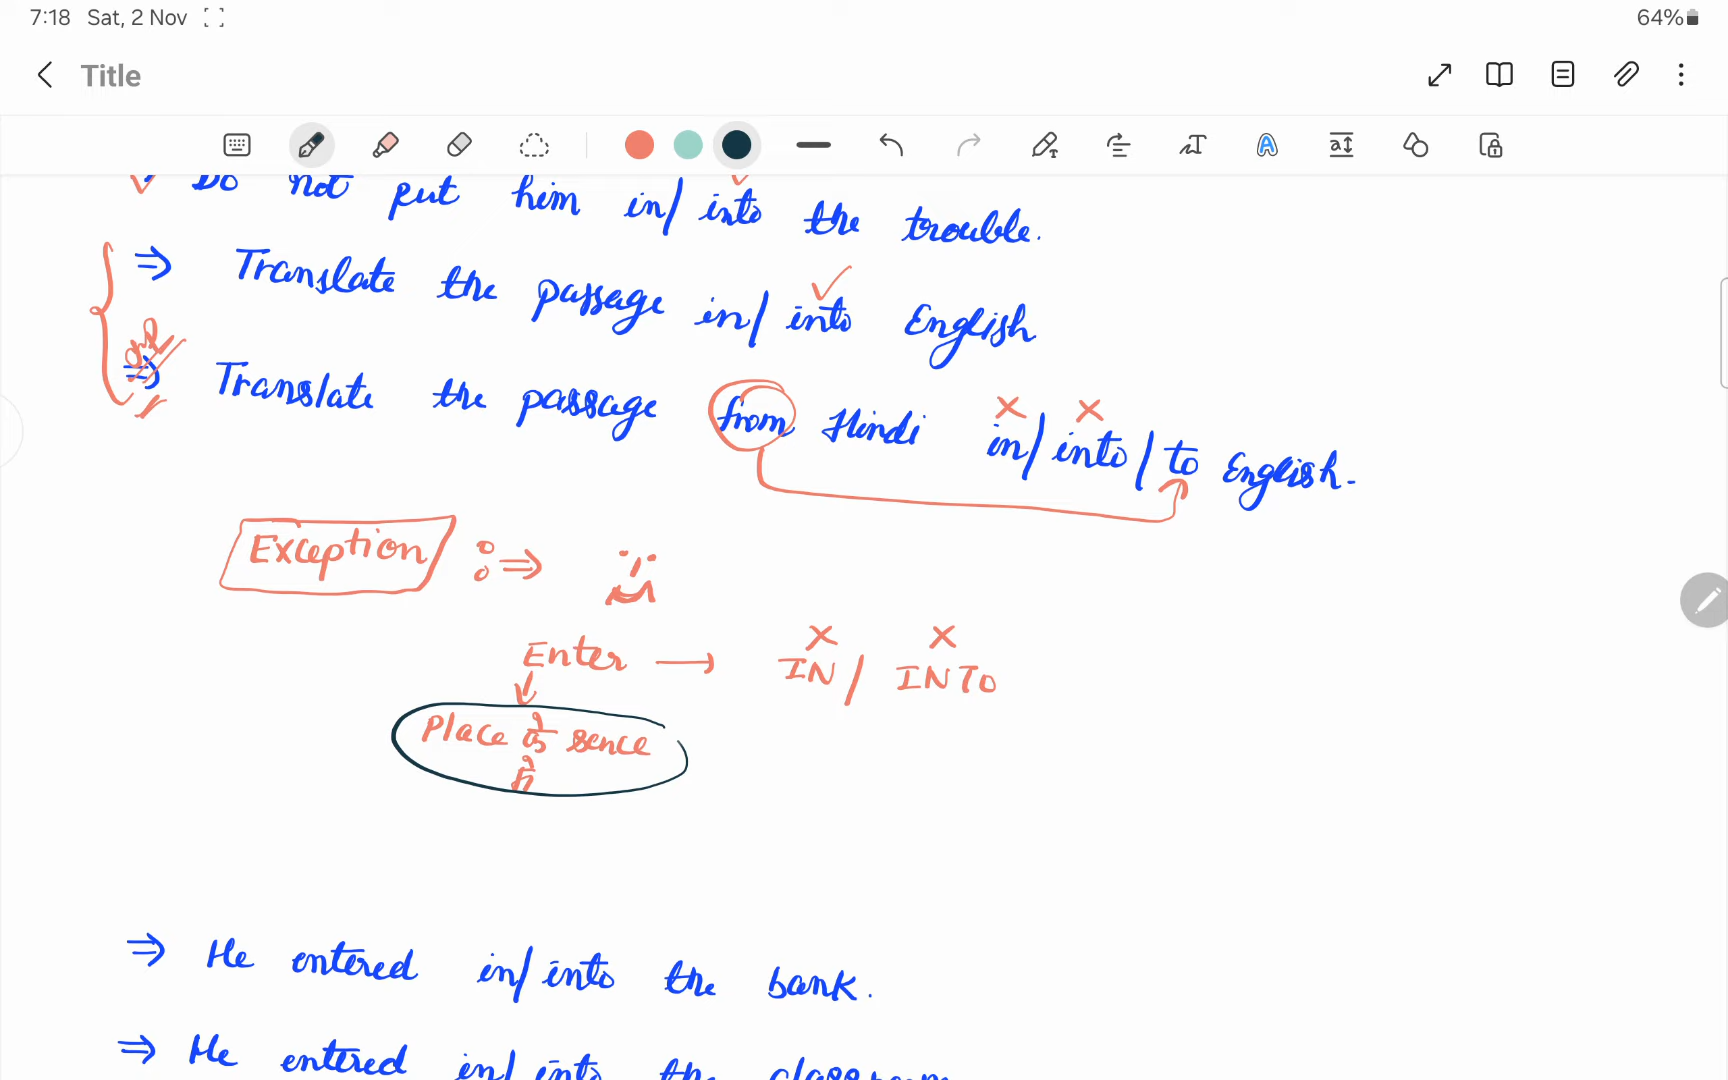 7:18 Sat, 2 Nov 64%
Title
Do not put him in/into the trouble.
⇒ Translate the passage in/into English
⇒ Translate the passage from Hindi in/into/to English.
Exception :⇒
Enter → IN/INTO
Place के sence में
⇒ He entered in/into the bank.
⇒ He entered in/into the classroom